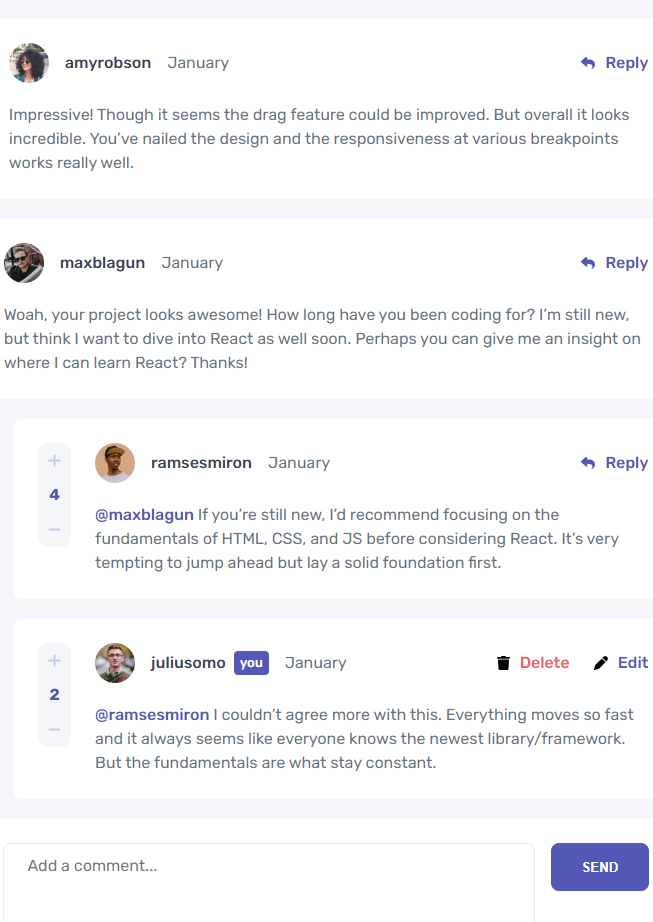 amyrobson January Reply
Impressive! Though it seems the drag feature could be improved. But overall it looks
incredible. You’ve nailed the design and the responsiveness at various breakpoints
works really well.
maxblagun January Reply
Woah, your project looks awesome! How long have you been coding for? I’m still new,
but think I want to dive into React as well soon. Perhaps you can give me an insight on
where I can learn React? Thanks!
+
4
−
ramsesmiron January Reply
@maxblagun If you’re still new, I’d recommend focusing on the
fundamentals of HTML, CSS, and JS before considering React. It’s very
tempting to jump ahead but lay a solid foundation first.
+
2
−
juliusomo you January Delete Edit
@ramsesmiron I couldn’t agree more with this. Everything moves so fast
and it always seems like everyone knows the newest library/framework.
But the fundamentals are what stay constant.
Add a comment... SEND